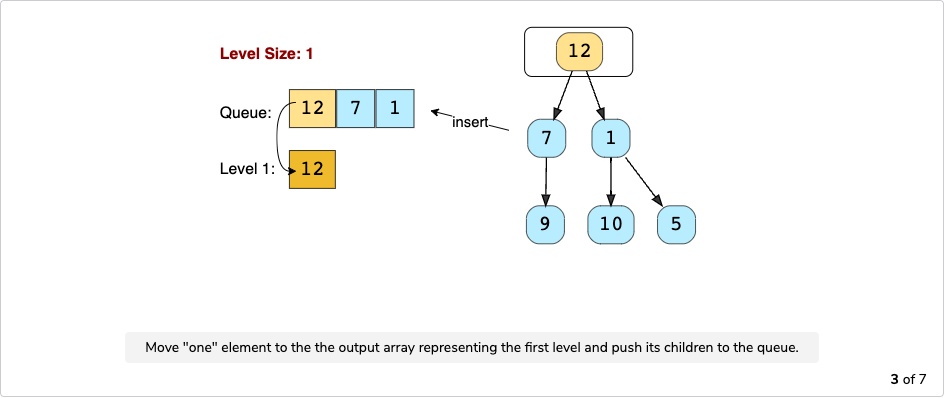 Level Size: 1
12
Queue: 12 7 1
insert
7 1
Level 1: 12
9 10 5
Move "one" element to the the output array representing the first level and push its children to the queue.
3 of 7